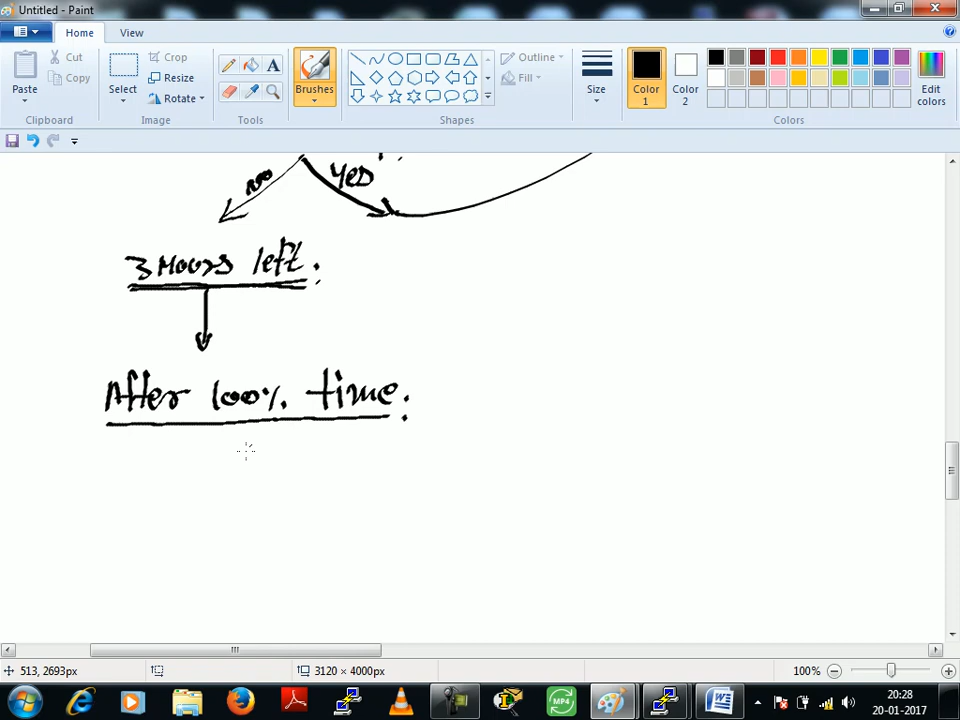 Untitled - Paint
Home View
Paste
Cut
Copy
Clipboard
Select
Crop
Resize
Rotate
Image
Tools
Brushes
Shapes
Outline
Fill
Size
Color 1
Color 2
Edit colors
Colors
No YES
3 Hours left.
After 100% time.
513, 2693px
3120 × 4000px
100%
MP4
20:28
20-01-2017